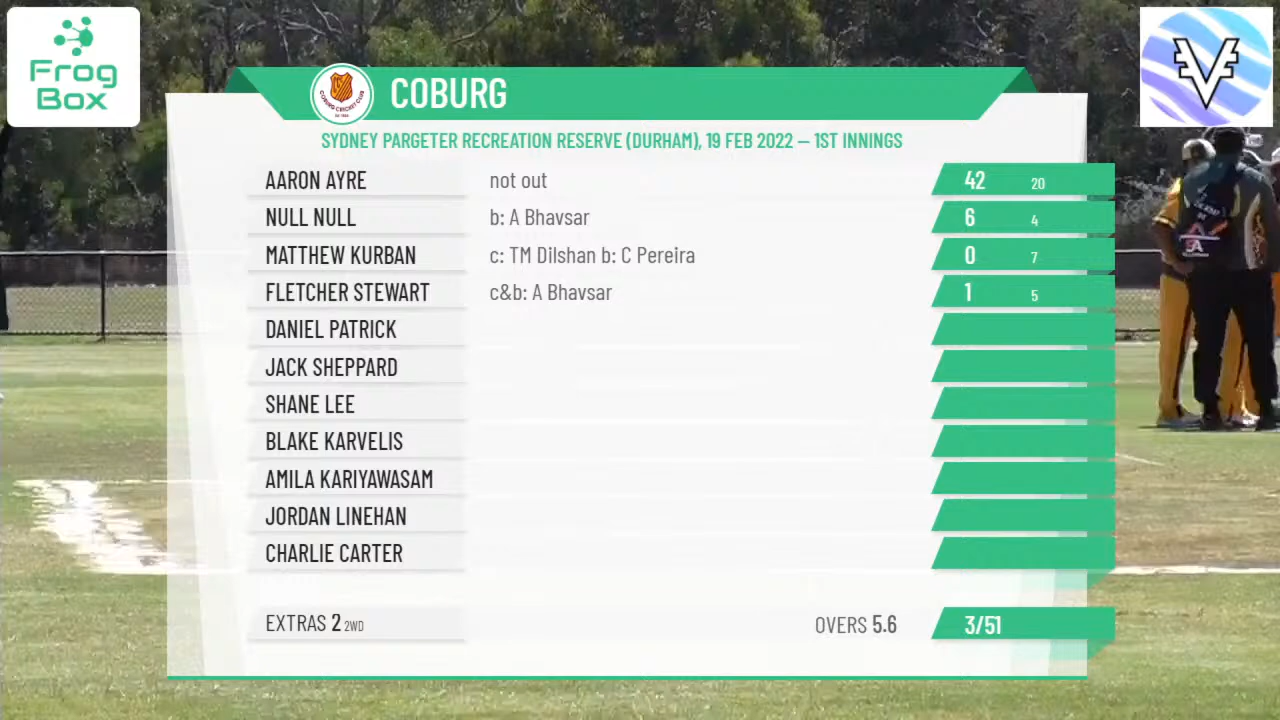 Frog
Box
COBURG
COBURG CRICKET CLUB
SYDNEY PARGETER RECREATION RESERVE (DURHAM), 19 FEB 2022 – 1ST INNINGS
AARON AYRE not out 42 20
NULL NULL b: A Bhavsar 6 4
MATTHEW KURBAN c: TM Dilshan b: C Pereira 0 7
FLETCHER STEWART c&b: A Bhavsar 1 5
DANIEL PATRICK
JACK SHEPPARD
SHANE LEE
BLAKE KARVELIS
AMILA KARIYAWASAM
JORDAN LINEHAN
CHARLIE CARTER
EXTRAS 2 2WD OVERS 5.6 3/51